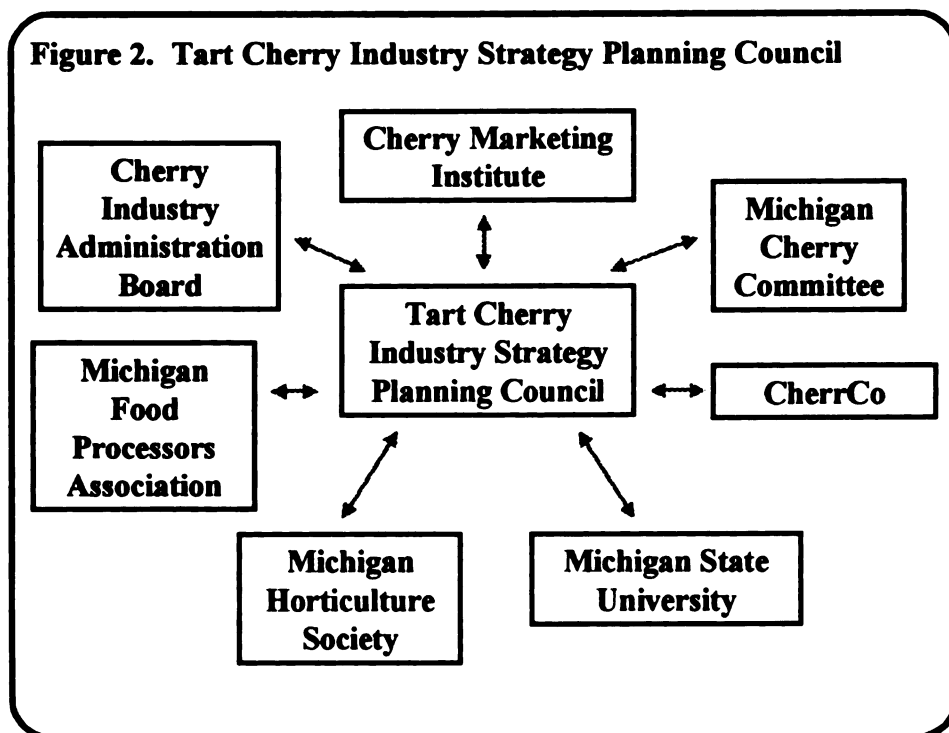 Figure 2. Tart Cherry Industry Strategy Planning Council
Cherry Marketing
Institute
Cherry
Industry
Administration
Board
Michigan
Cherry
Committee
Tart Cherry
Industry Strategy
Planning Council
Michigan
Food
Processors
Association
CherrCo
Michigan
Horticulture
Society
Michigan State
University